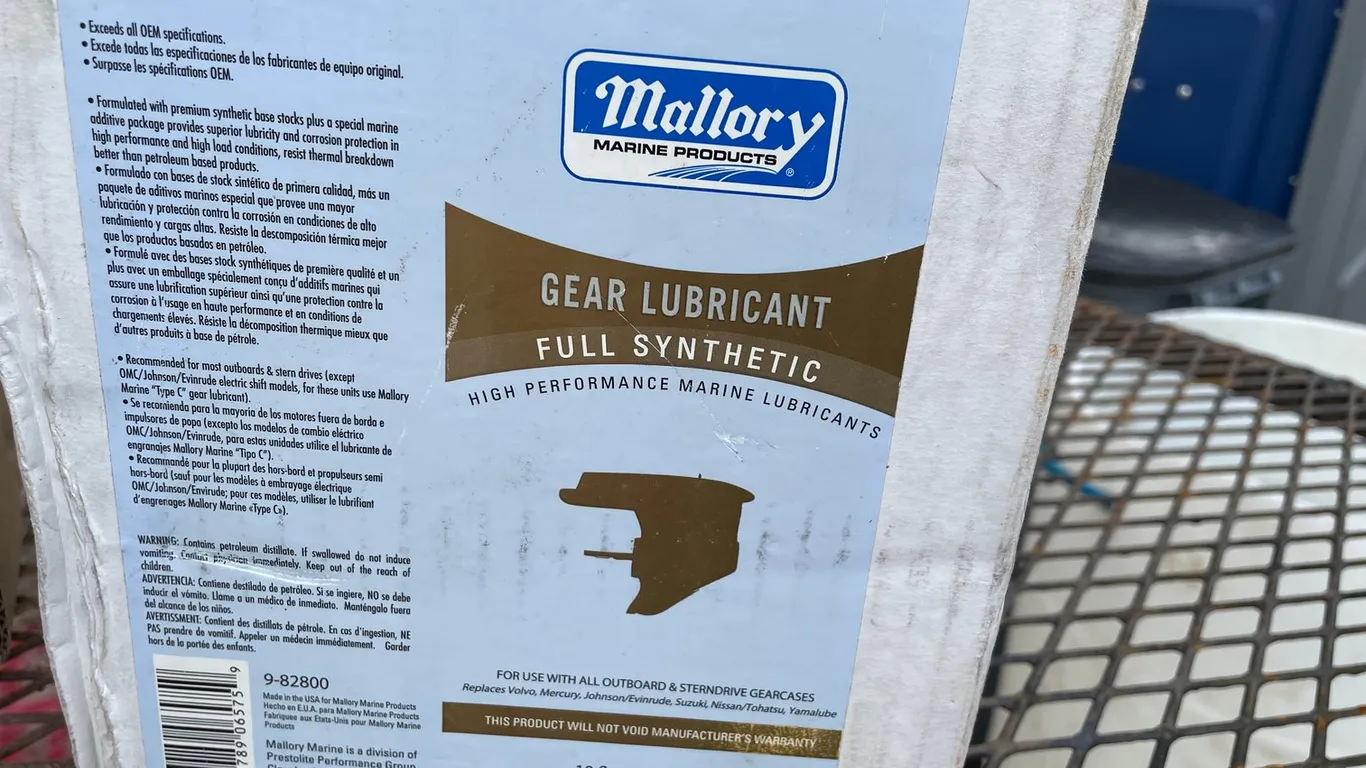 • Exceeds all OEM specifications.
• Excede todas las especificaciones de los fabricantes de equipo original.
• Surpasse les spécifications OEM.
• Formulated with premium synthetic base stocks plus a special marine
additive package provides superior lubricity and corrosion protection in
high performance and high load conditions, resist thermal breakdown
better than petroleum based products.
• Formulado con bases de stock sintético de primera calidad, más un
paquete de aditivos marinos especial que provee una mayor
lubricación y protección contra la corrosión en condiciones de alto
rendimiento y cargas altas. Resiste la descomposición térmica mejor
que los productos basados en petróleo.
• Formulé avec des bases stock synthétiques de première qualité et un
plus avec un emballage spécialement conçu d'additifs marines qui
assure une lubrification supérieur ainsi qu'une protection contre la
corrosion à l'usage en haute performance et en conditions de
chargements élevés. Résiste la décomposition thermique mieux que
d'autres produits à base de pétrole.
• Recommended for most outboards & stern drives (except
OMC/Johnson/Evinrude electric shift models, for these units use Mallory
Marine "Type C" gear lubricant).
• Se recomienda para la mayoria de los motores fuera de borda e
impulsores de popa (excepto los modelos de cambio eléctrico
OMC/Johnson/Evinrude, para estas unidades utilice el lubricante de
engranajes Mallory Marine "Tipo C").
• Recommandé pour la plupart des hors-bord et propulseurs semi
hors-bord (sauf pour les modèles à embrayage électrique
OMC/Johnson/Envirude; pour ces modèles, utiliser le lubrifiant
d'engrenages Mallory Marine «Type C»).
WARNING: Contains petroleum distillate. If swallowed do not induce
vomiting. Contact physician immediately. Keep out of the reach of
children.
ADVERTENCIA: Contiene destilado de petróleo. Si se ingiere, NO se debe
inducir el vómito. Llame a un médico de inmediato. Manténgalo fuera
del alcance de los niños.
AVERTISSMENT: Contient des distillats de pétrole. En cas d'ingestion, NE
PAS prendre de vomitif. Appeler un médecin immédiatement. Garder
hors de la portée des enfants.
789 06575 9
9-82800
Made in the USA for Mallory Marine Products
Hecho en E.U.A. para Mallory Marine Products
Fabriquee aux Etats-Unis pour Mallory Marine
Products
Mallory Marine is a division of
Prestolite Performance Group
Mallory
MARINE PRODUCTS
®
GEAR LUBRICANT
FULL SYNTHETIC
HIGH PERFORMANCE MARINE LUBRICANTS
FOR USE WITH ALL OUTBOARD & STERNDRIVE GEARCASES
Replaces Volvo, Mercury, Johnson/Evinrude, Suzuki, Nissan/Tohatsu, Yamalube
THIS PRODUCT WILL NOT VOID MANUFACTURER'S WARRANTY